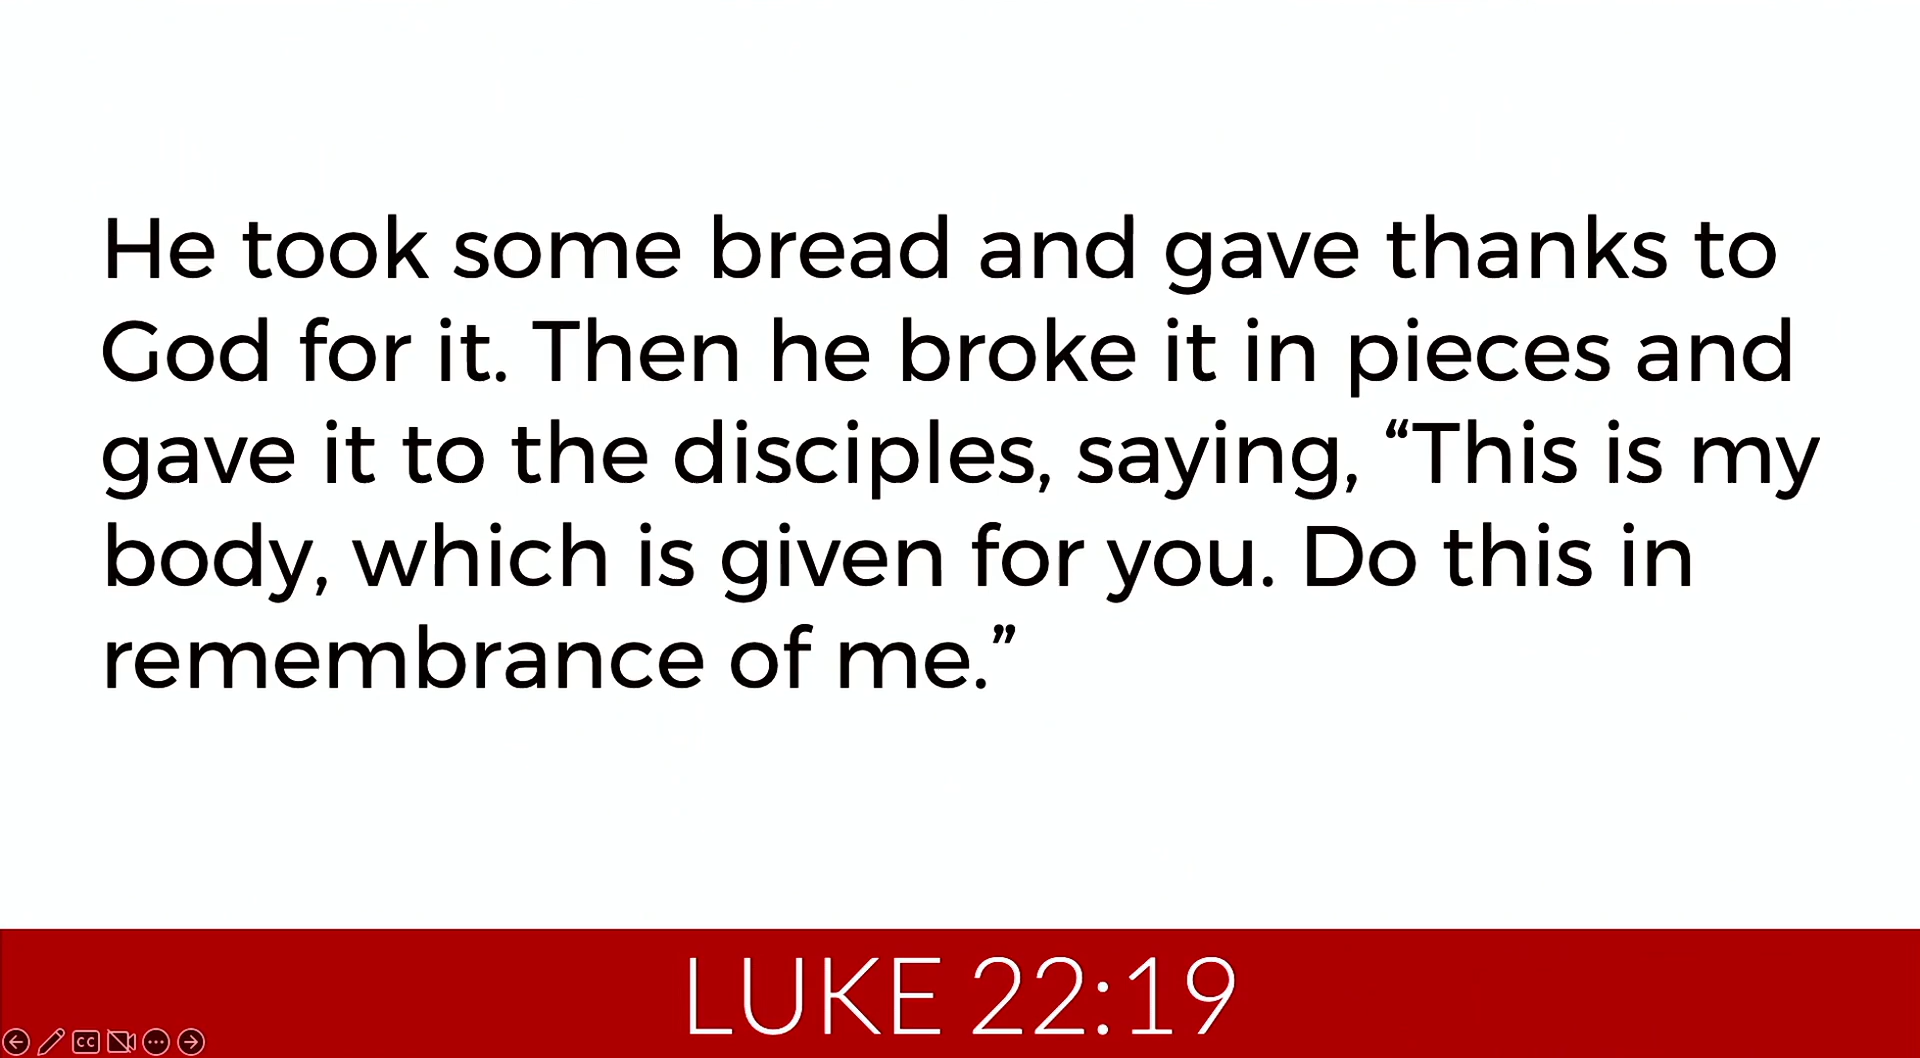 He took some bread and gave thanks to
God for it. Then he broke it in pieces and
gave it to the disciples, saying, “This is my
body, which is given for you. Do this in
remembrance of me.”
LUKE 22:19
CC